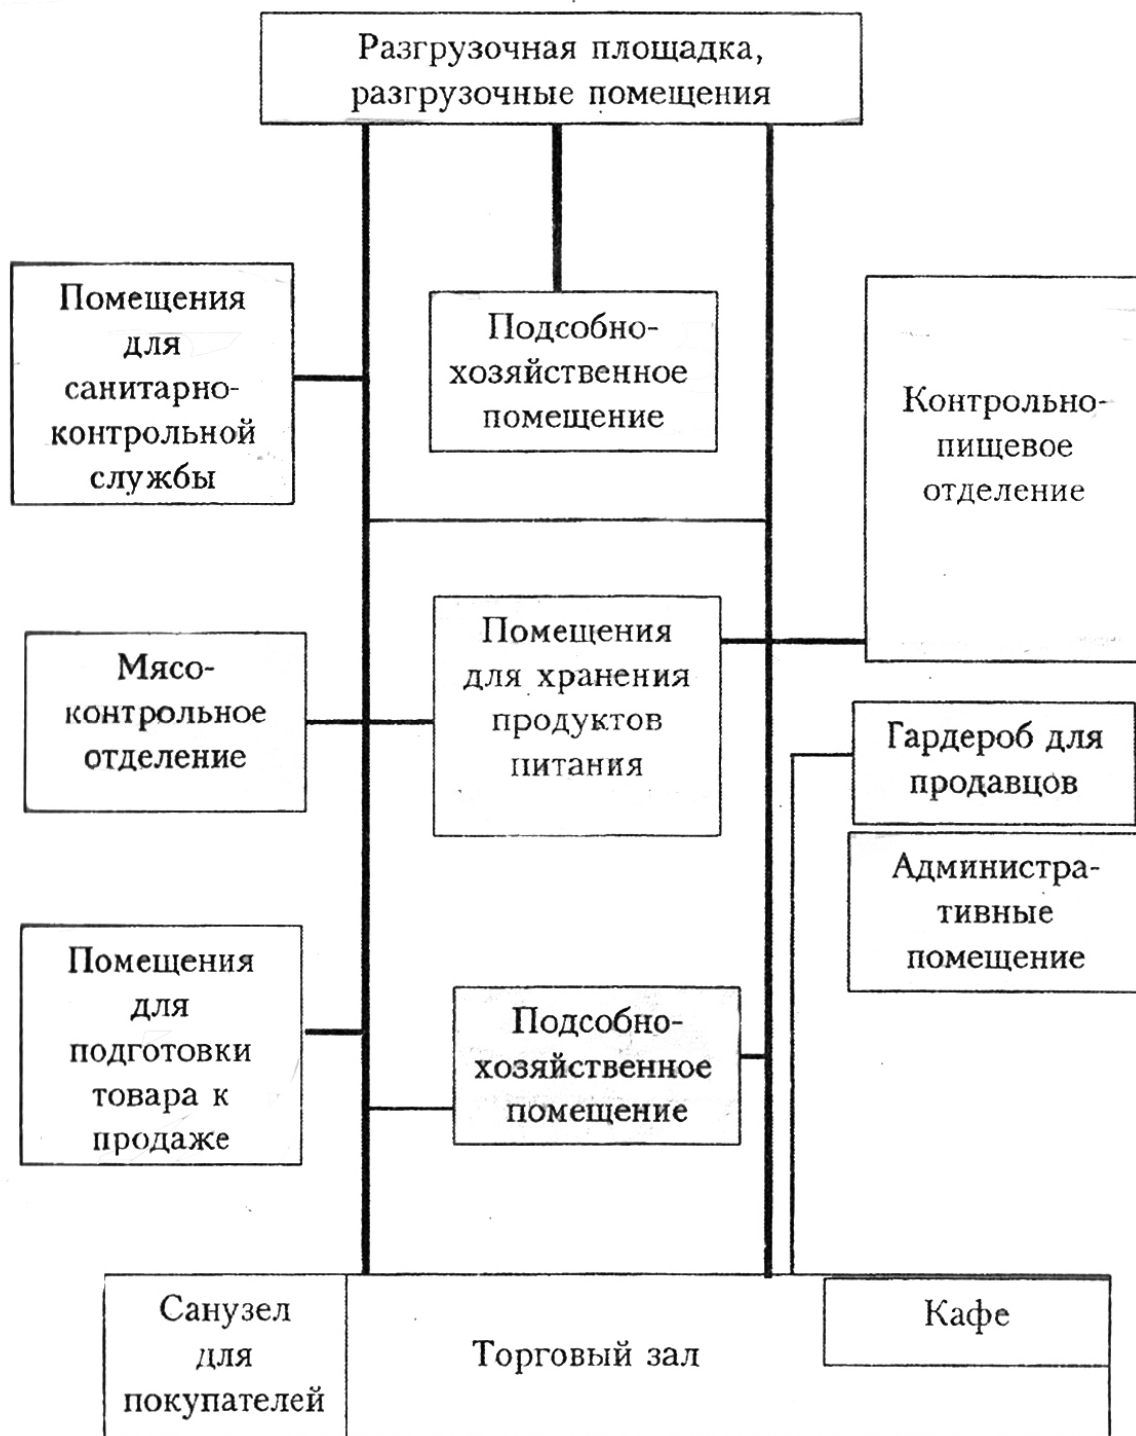 Разгрузочная площадка,
разгрузочные помещения
Помещения
для
санитарно-
контрольной
службы
Подсобно-
хозяйственное
помещение
Контрольно-
пищевое
отделение
Мясо-
контрольное
отделение
Помещения
для хранения
продуктов
питания
Гардероб для
продавцов
Административ-
тивные
помещение
Помещения
для
подготовки
товара к
продаже
Подсобно-
хозяйственное
помещение
Санузел
для
покупателей
Торговый зал
Кафе